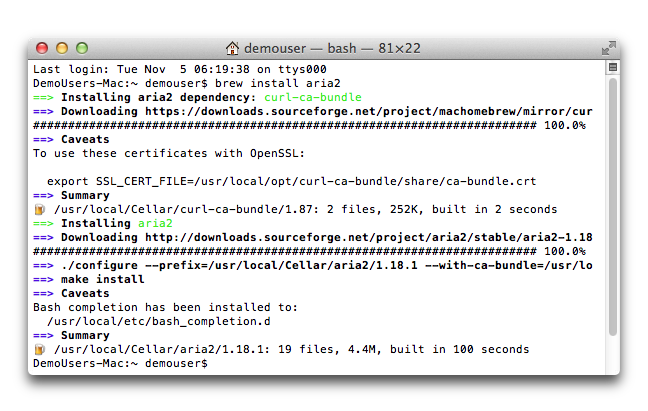 demouser — bash — 81×22
Last login: Tue Nov  5 06:19:38 on ttys000
DemoUsers-Mac:~ demouser$ brew install aria2
==> Installing aria2 dependency: curl-ca-bundle
==> Downloading https://downloads.sourceforge.net/project/machomebrew/mirror/cur
######################################################################## 100.0%
==> Caveats
To use these certificates with OpenSSL:

  export SSL_CERT_FILE=/usr/local/opt/curl-ca-bundle/share/ca-bundle.crt
==> Summary
🍺  /usr/local/Cellar/curl-ca-bundle/1.87: 2 files, 252K, built in 2 seconds
==> Installing aria2
==> Downloading http://downloads.sourceforge.net/project/aria2/stable/aria2-1.18
######################################################################## 100.0%
==> ./configure --prefix=/usr/local/Cellar/aria2/1.18.1 --with-ca-bundle=/usr/lo
==> make install
==> Caveats
Bash completion has been installed to:
  /usr/local/etc/bash_completion.d
==> Summary
🍺  /usr/local/Cellar/aria2/1.18.1: 19 files, 4.4M, built in 100 seconds
DemoUsers-Mac:~ demouser$